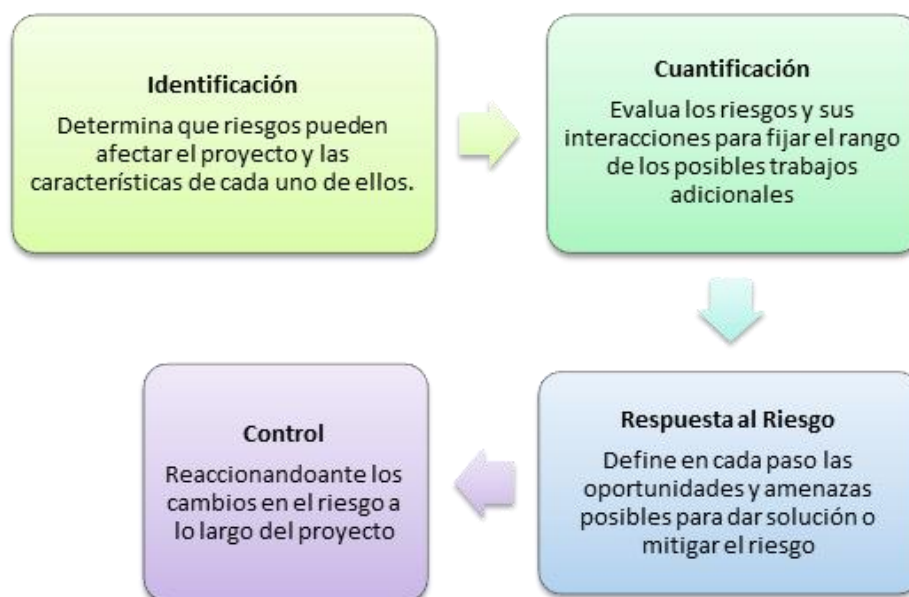 Identificación
Determina que riesgos pueden
afectar el proyecto y las
características de cada uno de ellos.
Cuantificación
Evalua los riesgos y sus
interacciones para fijar el rango
de los posibles trabajos
adicionales
Respuesta al Riesgo
Define en cada paso las
oportunidades y amenazas
posibles para dar solución o
mitigar el riesgo
Control
Reaccionandoante los
cambios en el riesgo a
lo largo del proyecto